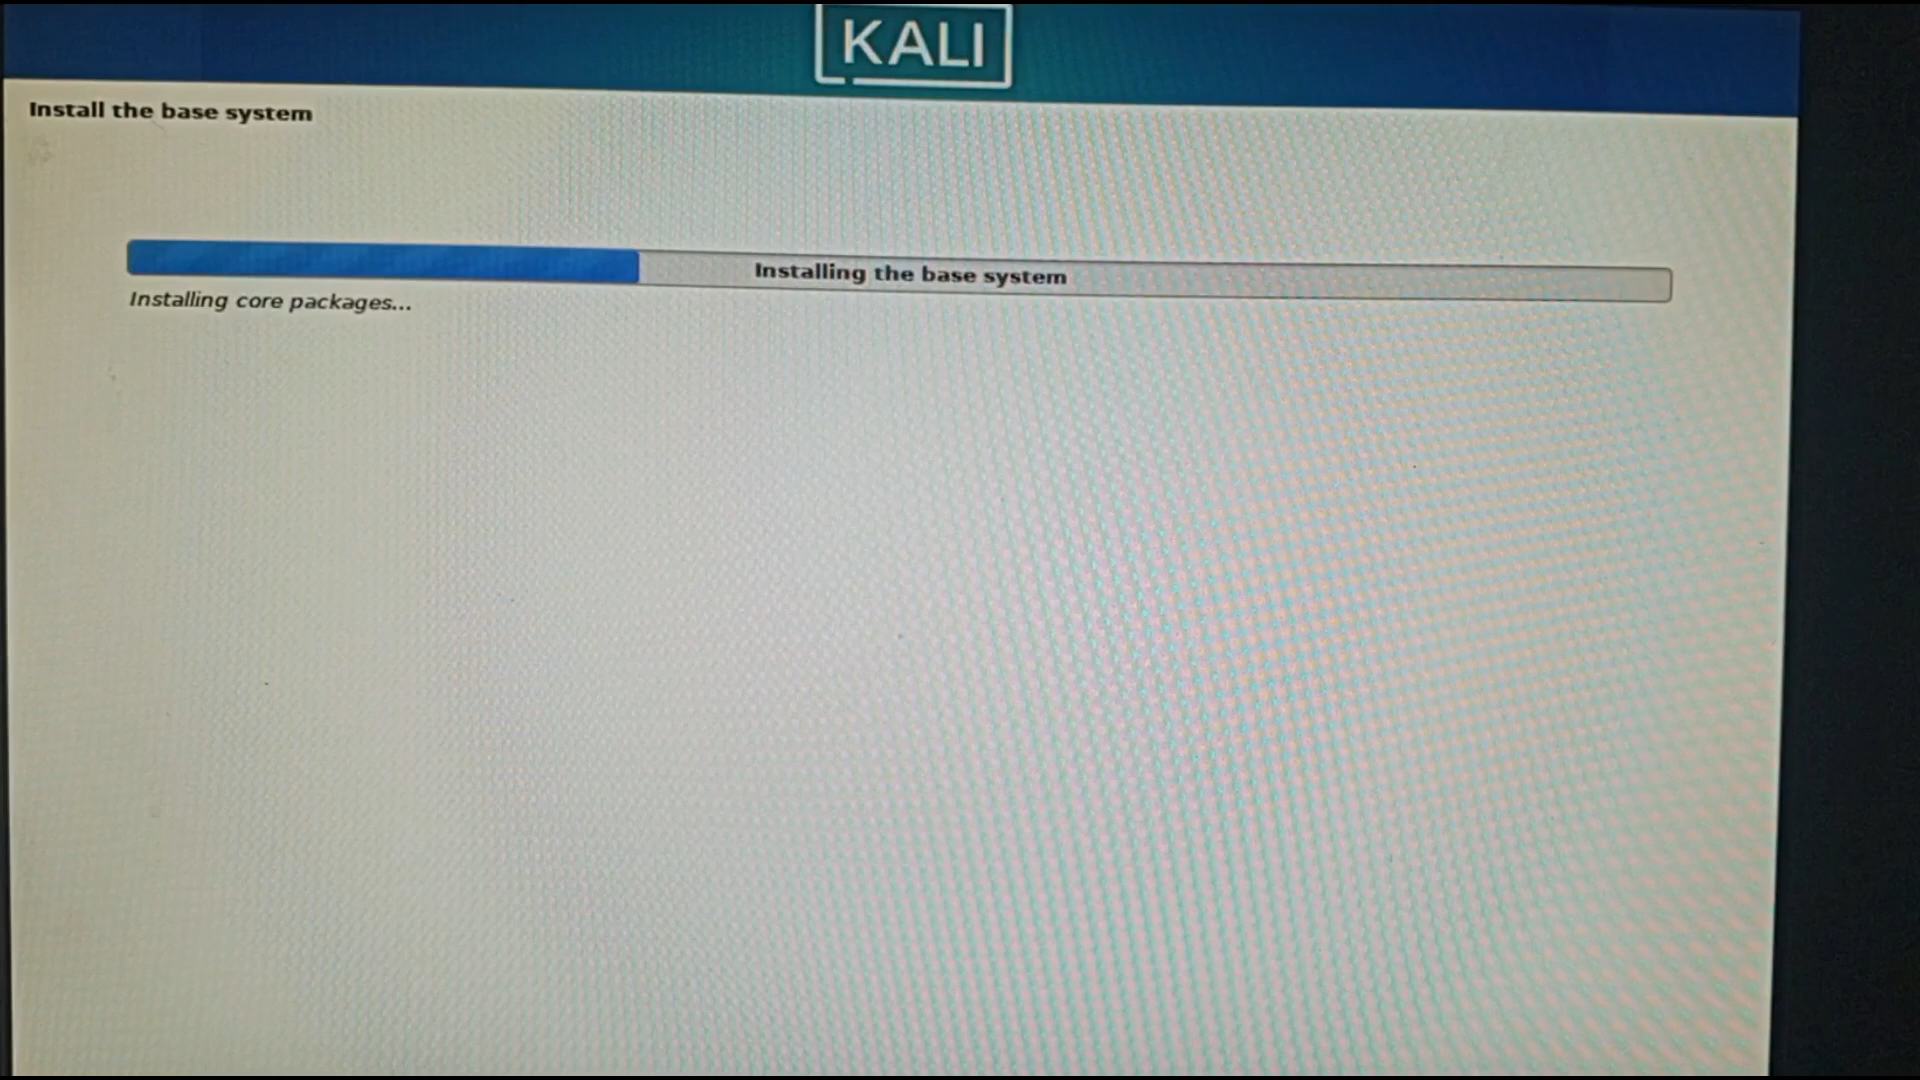 KALI
Install the base system
Installing the base system
Installing core packages...